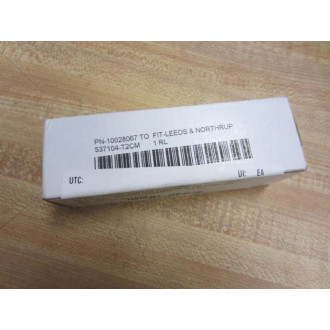 PN-10028067 TO FIT-LEEDS & NORTHRUP
537104-T2CM 1 RL
UTC:
UI: EA